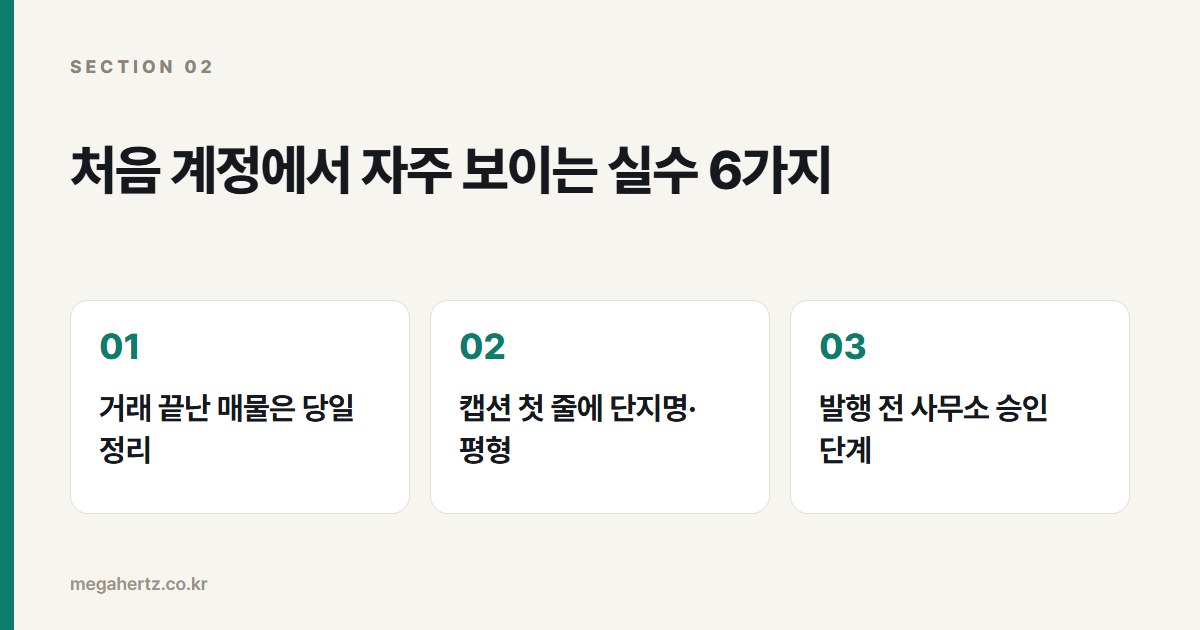 SECTION 02
처음 계정에서 자주 보이는 실수 6가지
01
거래 끝난 매물은 당일
정리
02
캡션 첫 줄에 단지명·
평형
03
발행 전 사무소 승인
단계
megahertz.co.kr